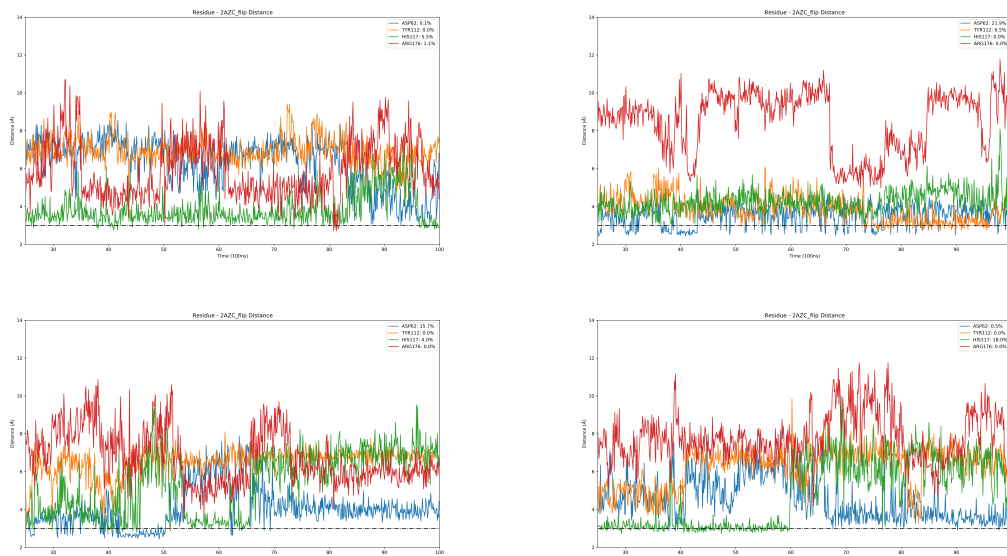 Residue - 2AZC_flip Distance
ASP62: 0.1%
TYR112: 0.0%
HIS117: 5.5%
ARG176: 1.1%
Distance (Å)
14
12
10
8
6
4
2
30 40 50 60 70 80 90 100
Time (100ns)
Residue - 2AZC_flip Distance
ASP62: 21.9%
TYR112: 9.5%
HIS117: 0.0%
ARG176: 0.0%
Distance (Å)
14
12
10
8
6
4
2
30 40 50 60 70 80 90
Time (100ns)
Residue - 2AZC_flip Distance
ASP62: 15.7%
TYR112: 0.0%
HIS117: 4.0%
ARG176: 0.0%
Distance (Å)
14
12
10
8
6
4
2
30 40 50 60 70 80 90 100
Residue - 2AZC_flip Distance
ASP62: 0.5%
TYR112: 0.0%
HIS117: 18.0%
ARG176: 0.0%
Distance (Å)
14
12
10
8
6
4
2
30 40 50 60 70 80 90